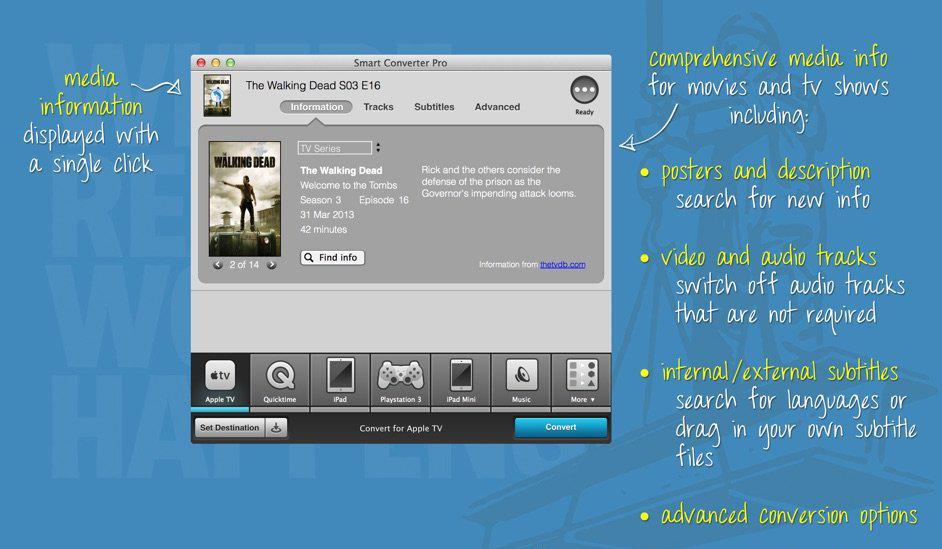 WHERE
media
information
displayed with
a single click
Smart Converter Pro
The Walking Dead S03 E16
Information
Tracks
Subtitles
Advanced
Ready
THE
WALKING DEAD
TV Series
The Walking Dead
Welcome to the Tombs
Season 3 Episode 16
31 Mar 2013
42 minutes
Rick and the others consider the
defense of the prison as the
Governor's impending attack looms.
2 of 14
Find info
Information from thetvdb.com
tv
Apple TV
Quicktime
iPad
Playstation 3
iPad Mini
Music
More ▾
Set Destination
Convert for Apple TV
Convert
comprehensive media info
for movies and tv shows
including:
• posters and description
search for new info
• video and audio tracks
switch off audio tracks
that are not required
• internal/external subtitles
search for languages or
drag in your own subtitle
files
• advanced conversion options